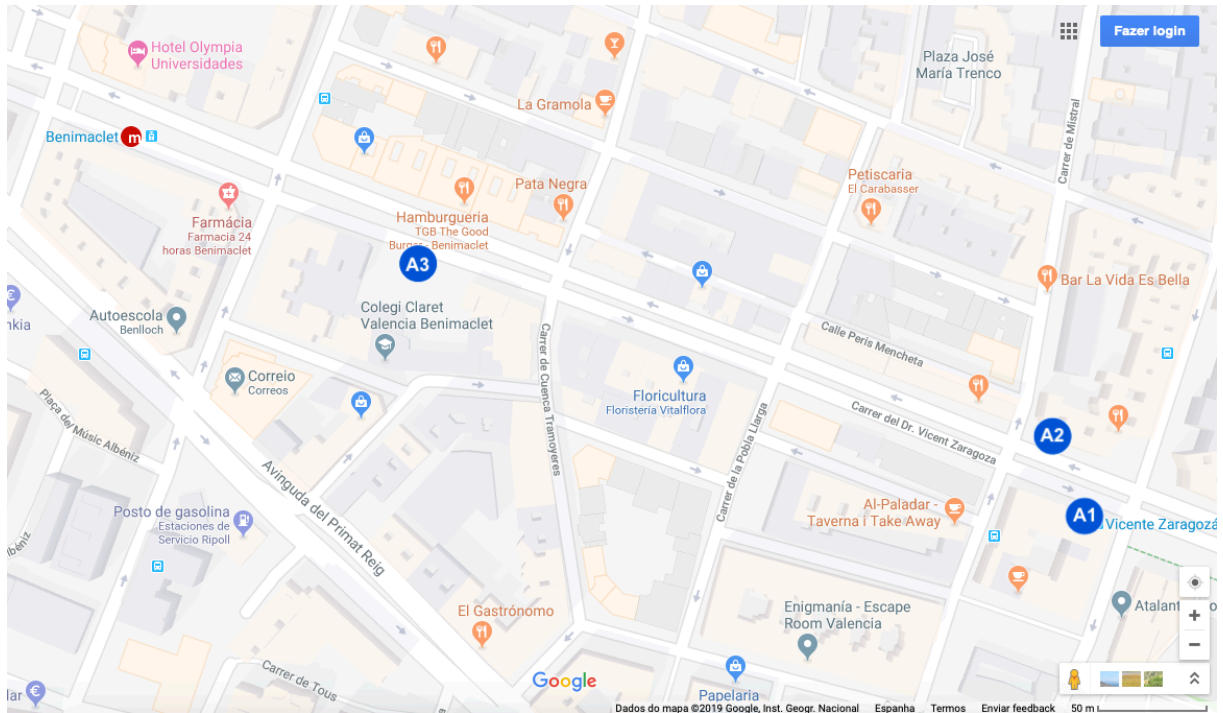 Hotel Olympia
Universidades
Fazer login
Plaza José
María Trenco
La Gramola
Carrer de Mistral
Benimaclet
m
Petiscaria
El Carabasser
Pata Negra
Farmácia
Farmacia 24
horas Benimaclet
Hamburgueria
TGB The Good
Burger - Benimaclet
A3
Bar La Vida Es Bella
nkia
Autoescola
Benlloch
Colegi Claret
Valencia Benimaclet
Carrer de Cuenca Tramoyeres
Calle Peris Mencheta
Correio
Correos
Floricultura
Floristería Vitalflora
Carrer de la Pobla Llarga
Carrer del Dr. Vicent Zaragoza
A2
Plaça del Músic Albéniz
Avinguda del Primat Reig
Posto de gasolina
Estaciones de
Servicio Ripoll
Albéniz
Al-Paladar -
Taverna i Take Away
A1
Vicente Zaragozá
El Gastrónomo
Enigmanía - Escape
Room Valencia
Atalant
o
+
−
Carrer de Tous
lar
Google
Papelaria
Dados do mapa ©2019 Google, Inst. Geogr. Nacional Espanha Termos Enviar feedback 50 m